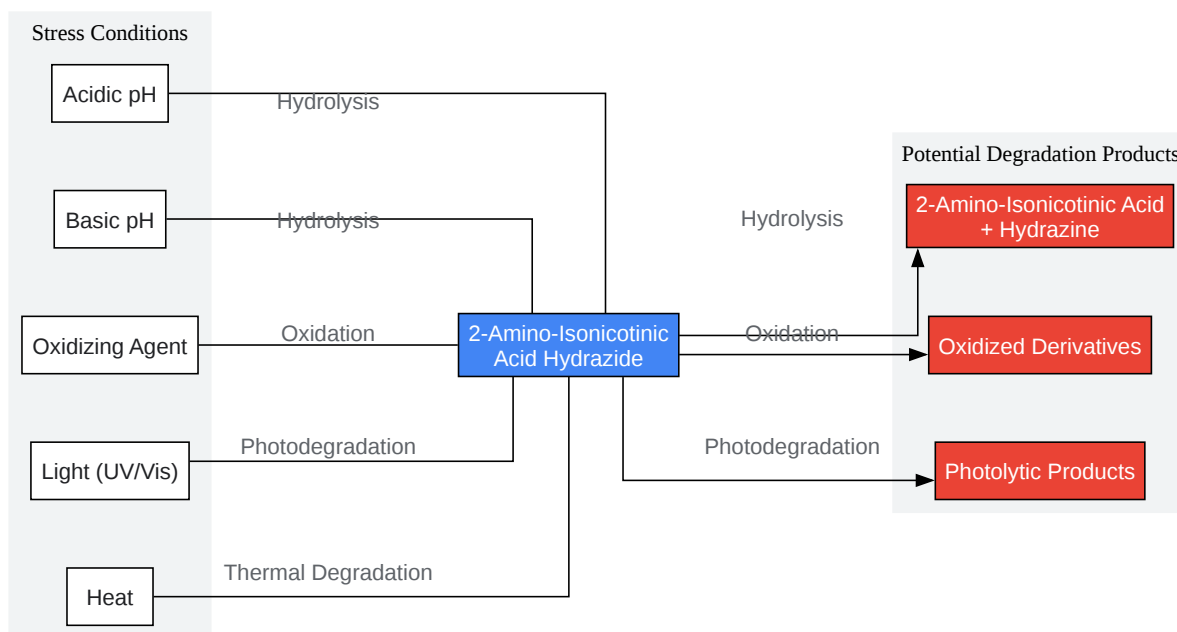 Stress Conditions
Acidic pH
Hydrolysis
Basic pH
Hydrolysis
Oxidizing Agent
Oxidation
Light (UV/Vis)
Photodegradation
Heat
Thermal Degradation
2-Amino-Isonicotinic
Acid Hydrazide
Hydrolysis
Oxidation
Photodegradation
Potential Degradation Products
2-Amino-Isonicotinic Acid
+ Hydrazine
Oxidized Derivatives
Photolytic Products